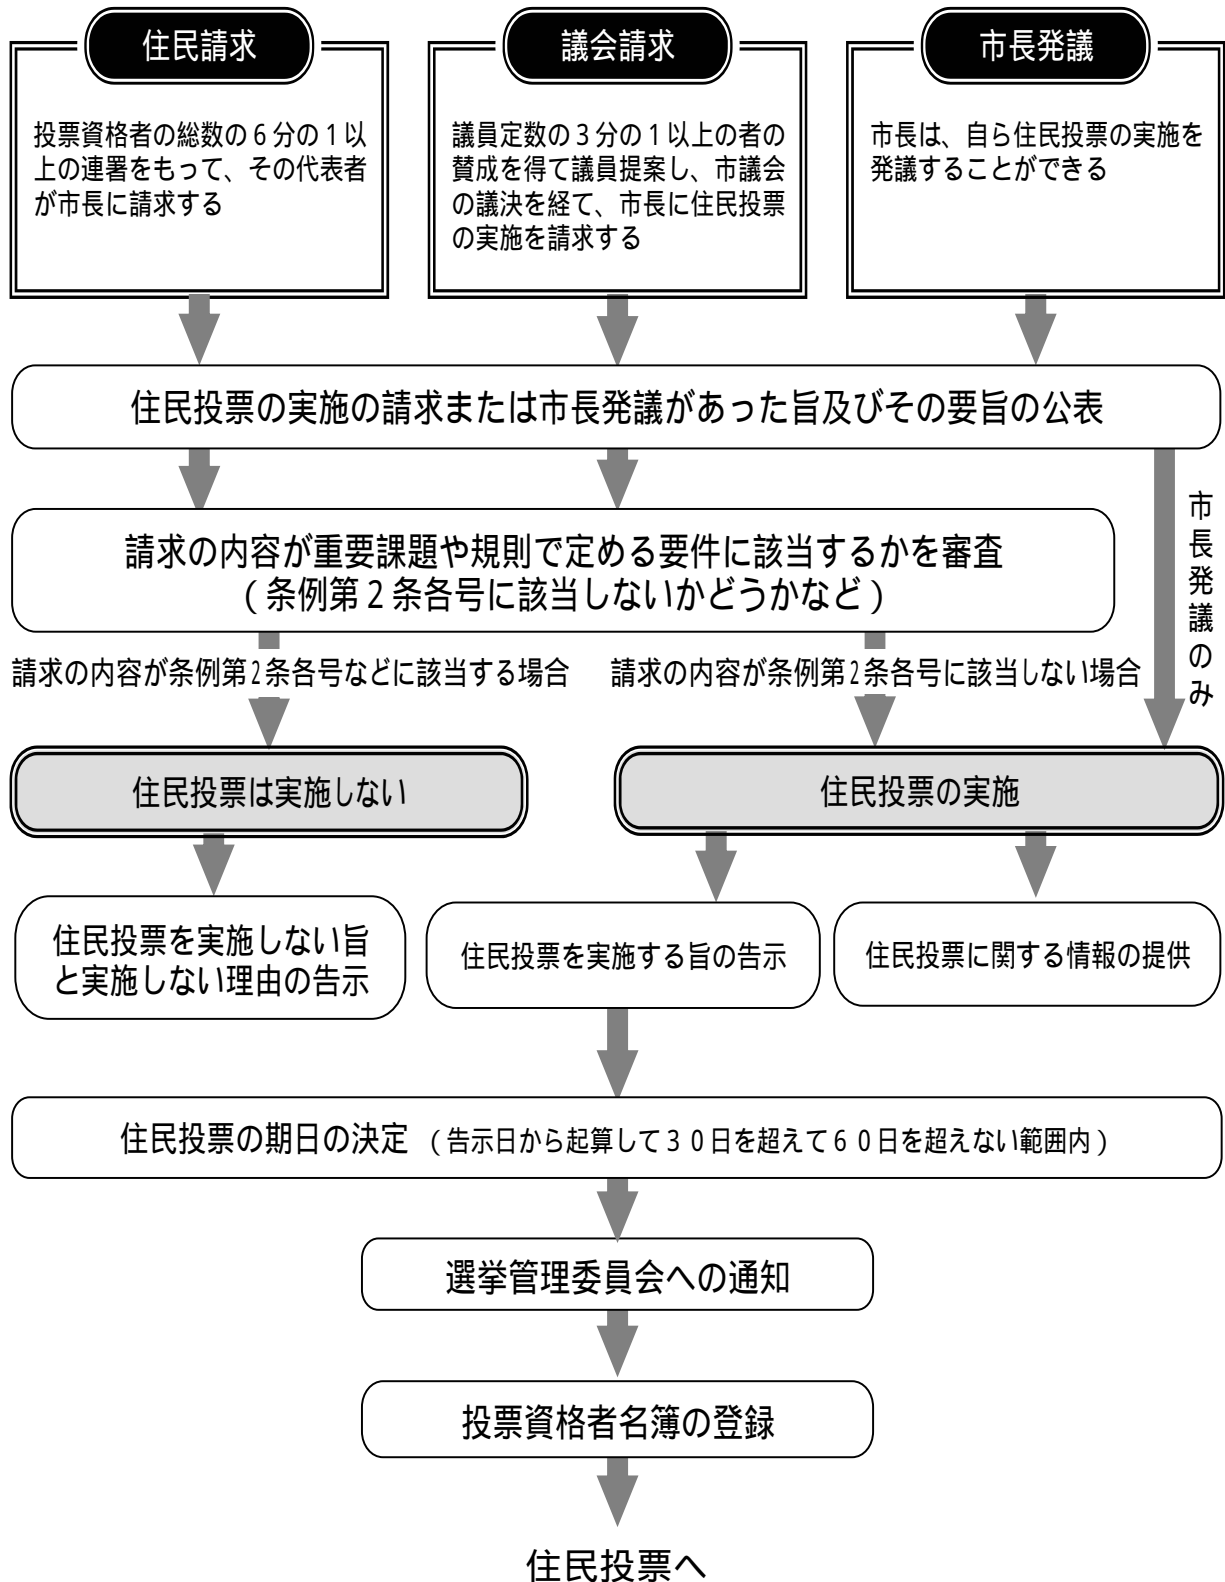 住民請求
投票資格者の総数の6分の1以
上の連署をもって、その代表者
が市長に請求する
議会請求
議員定数の3分の1以上の者の
賛成を得て議員提案し、市議会
の議決を経て、市長に住民投票
の実施を請求する
市長発議
市長は、自ら住民投票の実施を
発議することができる
住民投票の実施の請求または市長発議があった旨及びその要旨の公表
請求の内容が重要課題や規則で定める要件に該当するかを審査
(条例第2条各号に該当しないかどうかなど)
市長発議のみ
請求の内容が条例第2条各号などに該当する場合
請求の内容が条例第2条各号に該当しない場合
住民投票は実施しない
住民投票の実施
住民投票を実施しない旨
と実施しない理由の告示
住民投票を実施する旨の告示
住民投票に関する情報の提供
住民投票の期日の決定 (告示日から起算して30日を超えて60日を超えない範囲内)
選挙管理委員会への通知
投票資格者名簿の登録
住民投票へ